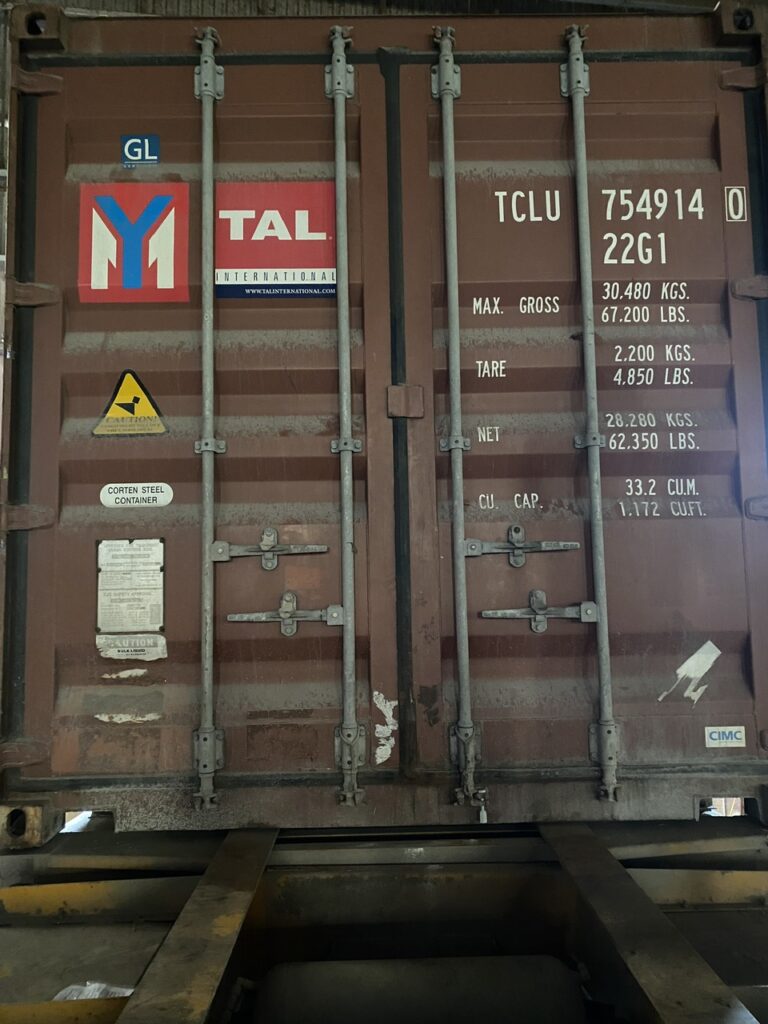 GL
YM
TAL
INTERNATIONAL
WWW.TALINTERNATIONAL.COM
CAUTION!
CORTEN STEEL
CONTAINER
CAUTION
TCLU 754914 0
22G1
MAX. GROSS 30.480 KGS.
67.200 LBS.
TARE 2.200 KGS.
4.850 LBS.
NET 28.280 KGS.
62.350 LBS.
CU. CAP. 33.2 CU.M.
1.172 CU.FT.
CIMC